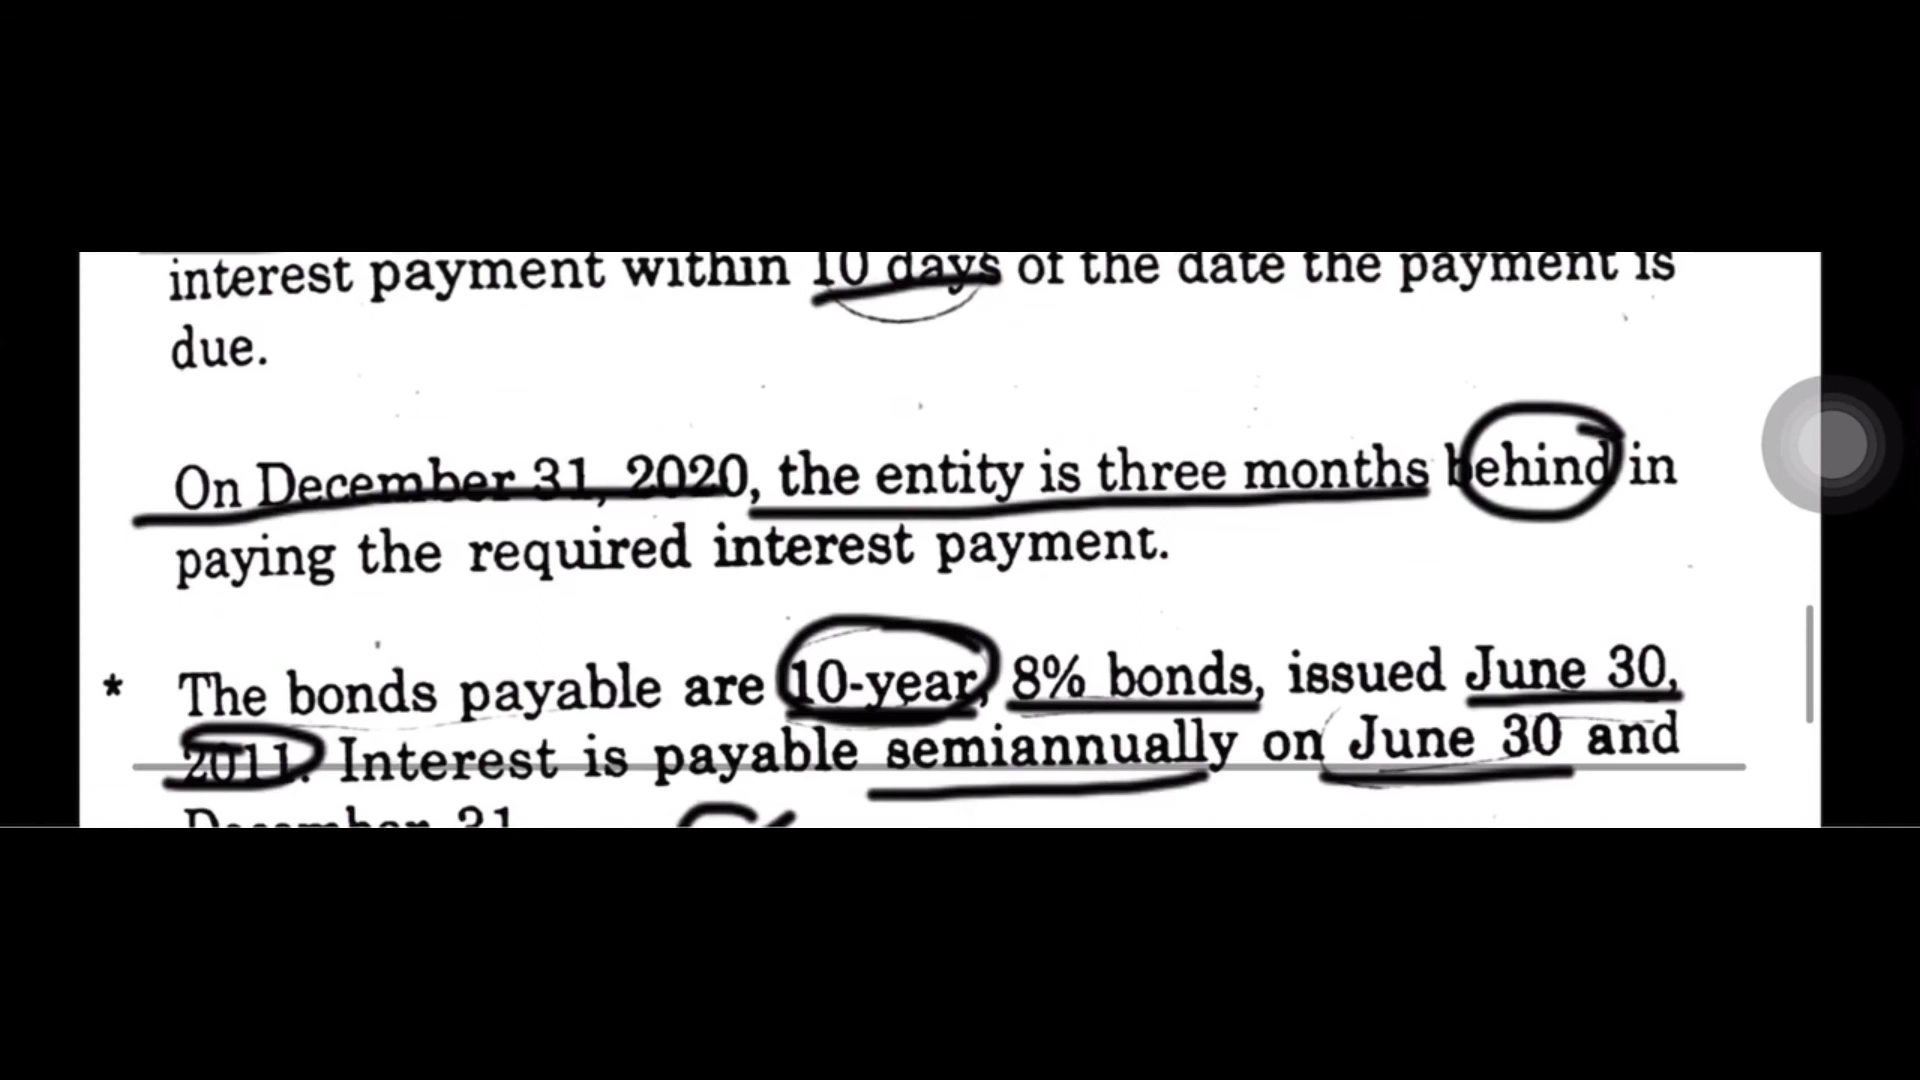 interest payment within 10 days of the date the payment is
due.
On December 31, 2020, the entity is three months behind in
paying the required interest payment.
* The bonds payable are 10-year, 8% bonds, issued June 30,
2011. Interest is payable semiannually on June 30 and
December 31